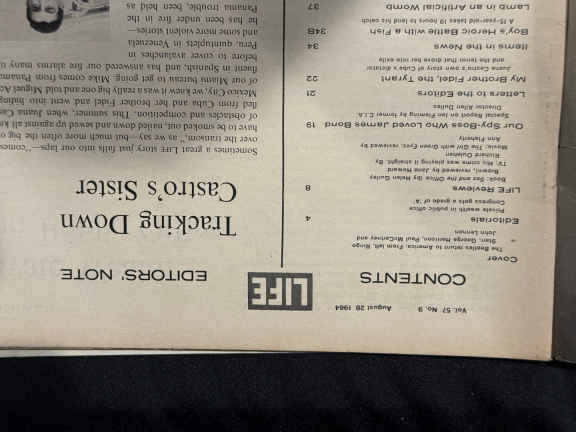 Vol. 57 No. 9 August 28 1964
CONTENTS
Cover
Beatles return to America. From left, Ringo
Starr, George Harrison, Paul McCartney and
John Lennon
Editorials 4
Private wealth in public office
Congress gets a grade of 'A'
LIFE Reviews 8
Book: Sex and the Office (By Helen Gurley
Brown), reviewed by Jane Howard
TV: Mia come was playing it straight. By
Richard Oulahan
Movie: The Girl with Green Eyes, reviewed by
Ann Flaherty
Our Spy-Boss Who Loved James Bond 19
Special Report on Ian Fleming by former C.I.A.
Director Allen Dulles
Letters to the Editors 21
My Brother Fidel, the Tyrant 22
Juana Castro's own story of Cuba's dictator
and the terror that drove her into exile
Items in the News 34
Boy's Heroic Battle with a Fish 34B
A 15-year-old takes 19 hours to land his catch
Lamb in an Artificial Womb 37
LIFE
EDITORS' NOTE
Tracking Down
Castro's Sister
Sometimes a great LIFE story just falls into our laps—"comes
over the transom," as we say—but much more often the big o
have to be smoked out, nailed down and sewed up against all k
of obstacles and competition. This summer, when Juana Cas
fled from Cuba and her brother Fidel and went into hiding
Mexico City, we knew it was a really big one and told Miguel Ac
of our Miami bureau to get going. Mike comes from Panama
fluent in Spanish, and has answered our fire alarms many ti
before to cover avalanches in
Peru, quintuplets in Venezuela
and some more violent stories—
he has been under fire in the
Panama trouble, been held as